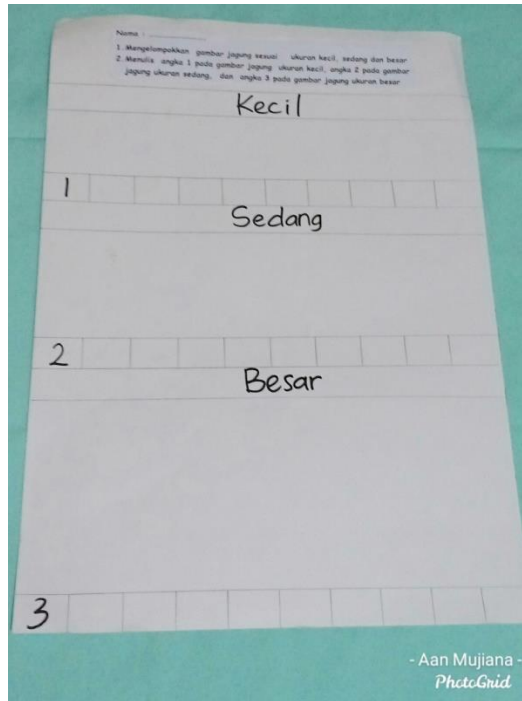 Nama : ....................
1. Mengelompokkan gambar jagung sesuai ukuran kecil, sedang dan besar
2. Menulis angka 1 pada gambar jagung ukuran kecil, angka 2 pada gambar
jagung ukuran sedang, dan angka 3 pada gambar jagung ukuran besar
Kecil
1
Sedang
2
Besar
3
- Aan Mujiana -
PhotoGrid